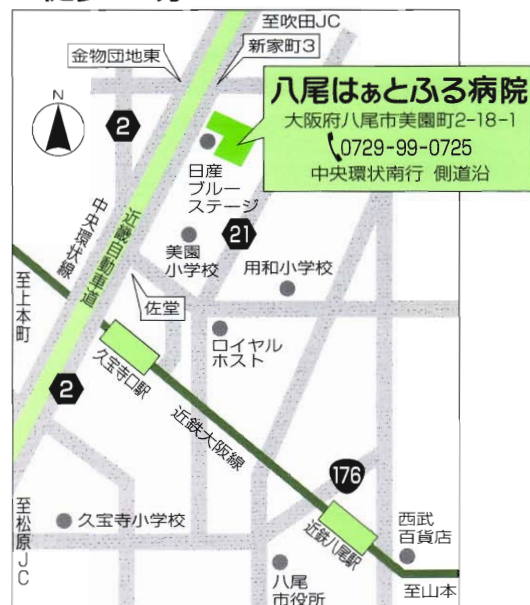 至吹田JC
金物団地東
新家町3
N
2
八尾はぁとふる病院
大阪府八尾市美園町2-18-1
0729-99-0725
中央環状南行 側道沿
日産
ブルー
ステージ
中央環状線
近畿自動車道
21
美園
小学校
用和小学校
至上本町
佐堂
ロイヤル
ホスト
久宝寺口駅
2
近鉄大阪線
176
至松原JC
久宝寺小学校
近鉄八尾駅
西武
百貨店
八尾
市役所
至山本